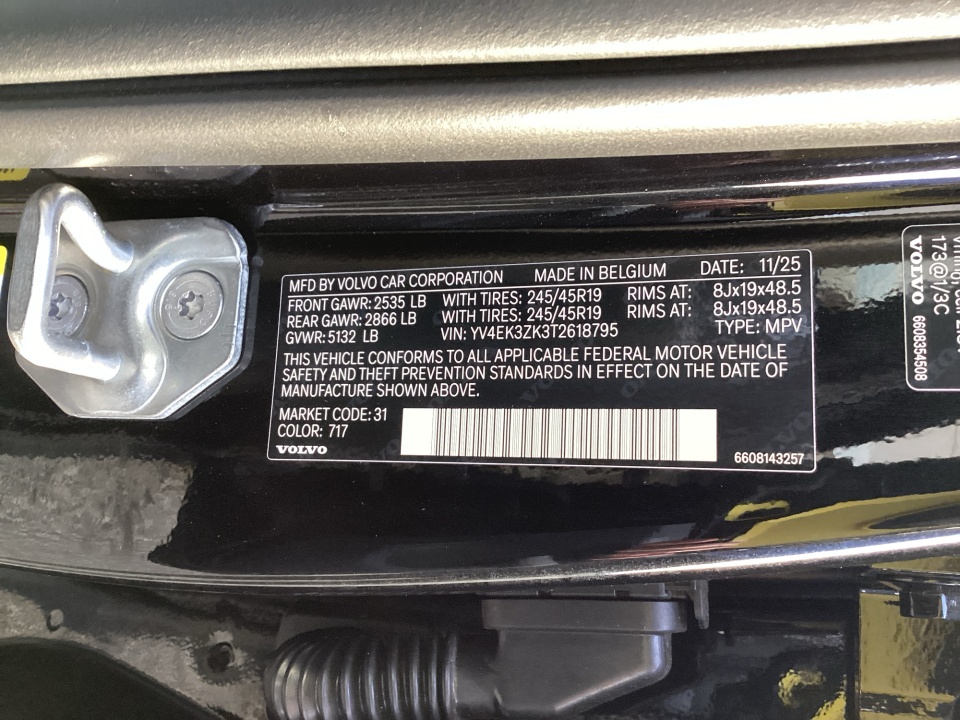 MFD BY VOLVO CAR CORPORATION MADE IN BELGIUM DATE: 11/25
FRONT GAWR: 2535 LB WITH TIRES: 245/45R19 RIMS AT: 8Jx19x48.5
REAR GAWR: 2866 LB WITH TIRES: 245/45R19 RIMS AT: 8Jx19x48.5
GVWR: 5132 LB VIN: YV4EK3ZK3T2618795 TYPE: MPV
THIS VEHICLE CONFORMS TO ALL APPLICABLE FEDERAL MOTOR VEHICLE
SAFETY AND THEFT PREVENTION STANDARDS IN EFFECT ON THE DATE OF
MANUFACTURE SHOWN ABOVE.
MARKET CODE: 31
COLOR: 717
VOLVO
6608143257
173@01/3C
VOLVO 6608354508